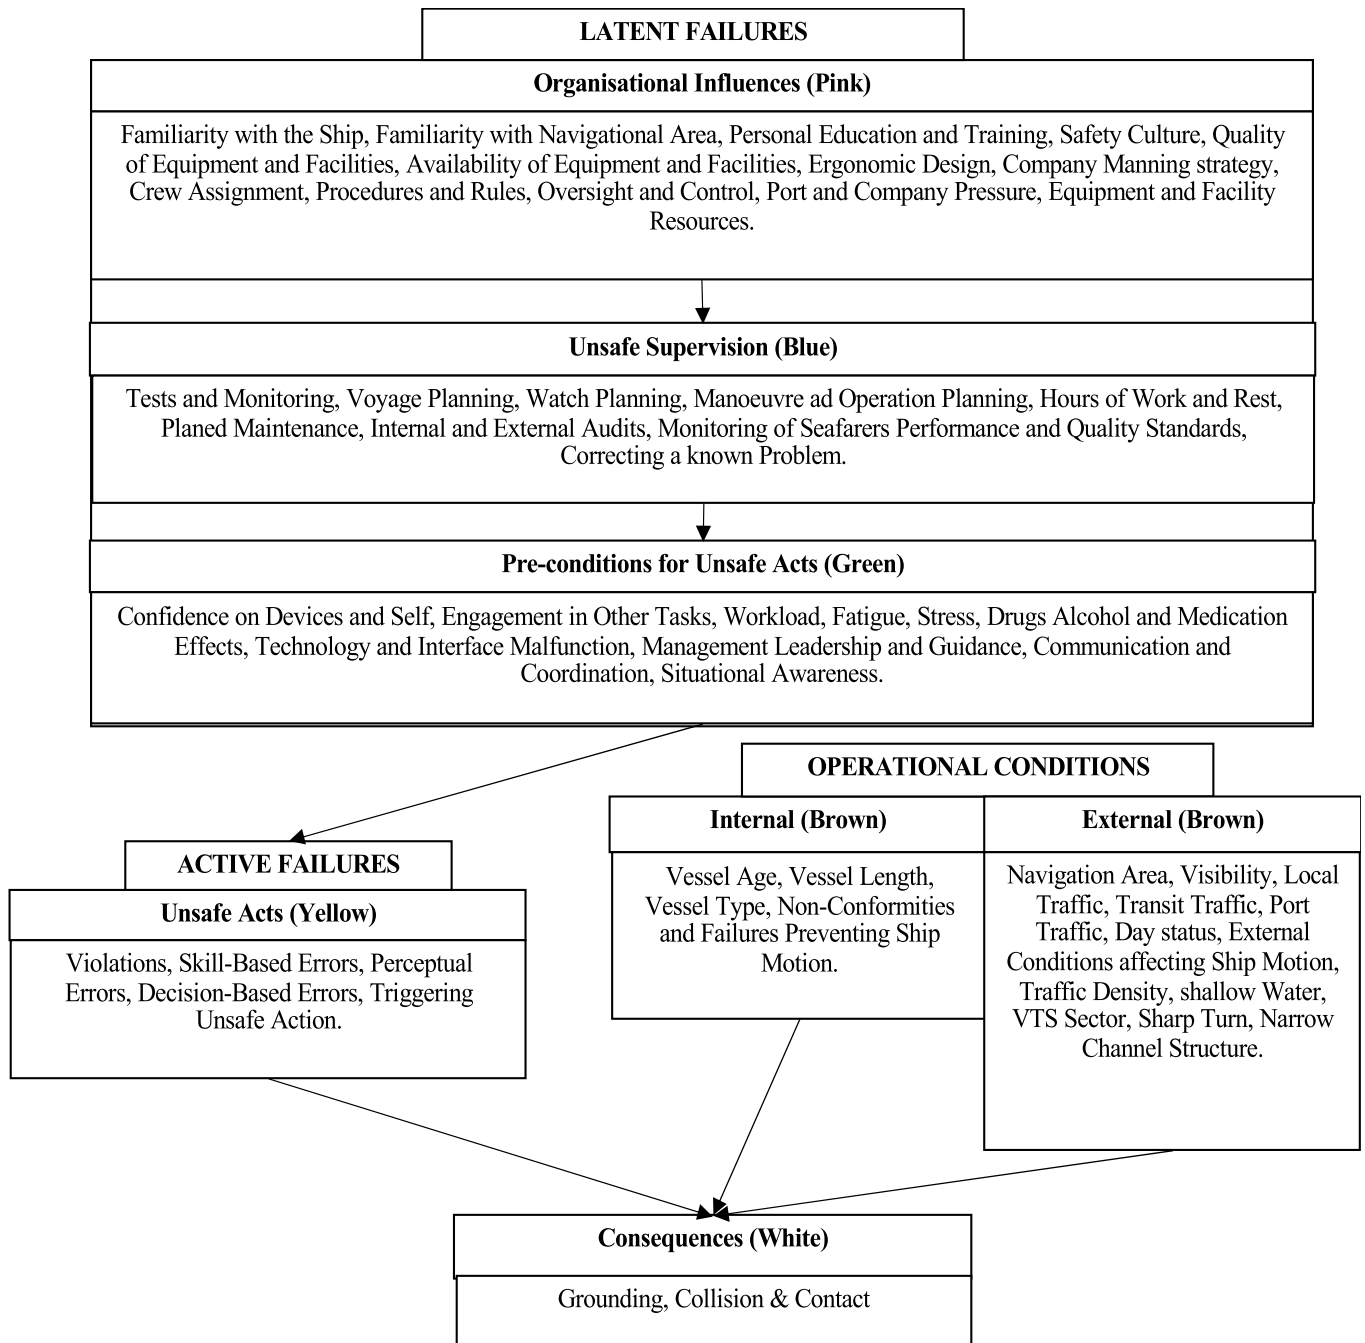 LATENT FAILURES
Organisational Influences (Pink)
Familiarity with the Ship, Familiarity with Navigational Area, Personal Education and Training, Safety Culture, Quality
of Equipment and Facilities, Availability of Equipment and Facilities, Ergonomic Design, Company Manning strategy,
Crew Assignment, Procedures and Rules, Oversight and Control, Port and Company Pressure, Equipment and Facility
Resources.
Unsafe Supervision (Blue)
Tests and Monitoring, Voyage Planning, Watch Planning, Manoeuvre ad Operation Planning, Hours of Work and Rest,
Planed Maintenance, Internal and External Audits, Monitoring of Seafarers Performance and Quality Standards,
Correcting a known Problem.
Pre-conditions for Unsafe Acts (Green)
Confidence on Devices and Self, Engagement in Other Tasks, Workload, Fatigue, Stress, Drugs Alcohol and Medication
Effects, Technology and Interface Malfunction, Management Leadership and Guidance, Communication and
Coordination, Situational Awareness.
ACTIVE FAILURES
Unsafe Acts (Yellow)
Violations, Skill-Based Errors, Perceptual
Errors, Decision-Based Errors, Triggering
Unsafe Action.
OPERATIONAL CONDITIONS
Internal (Brown)
Vessel Age, Vessel Length,
Vessel Type, Non-Conformities
and Failures Preventing Ship
Motion.
External (Brown)
Navigation Area, Visibility, Local
Traffic, Transit Traffic, Port
Traffic, Day status, External
Conditions affecting Ship Motion,
Traffic Density, shallow Water,
VTS Sector, Sharp Turn, Narrow
Channel Structure.
Consequences (White)
Grounding, Collision & Contact